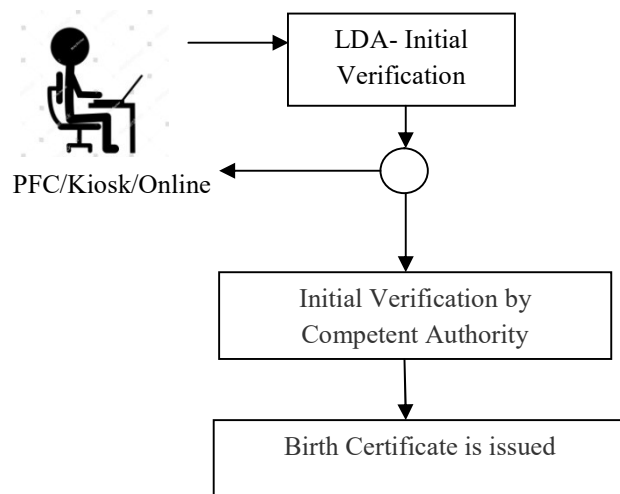 LDA- Initial
Verification
PFC/Kiosk/Online
Initial Verification by
Competent Authority
Birth Certificate is issued